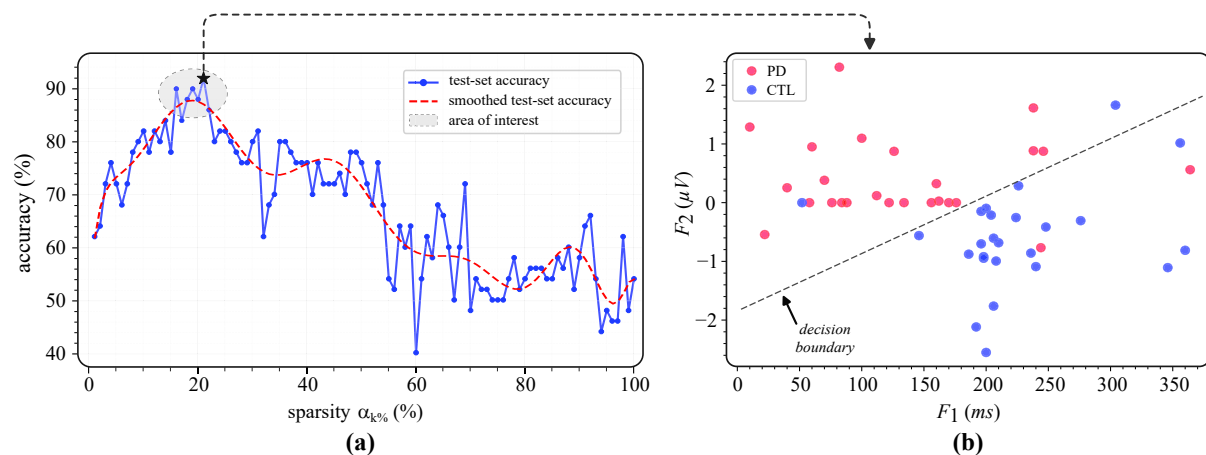 test-set accuracy
smoothed test-set accuracy
area of interest
90
80
70
60
50
40
accuracy (%)
0 20 40 60 80 100
sparsity αk% (%)
(a)
PD
CTL
2
1
0
−1
−2
F2 (μV)
decision
boundary
0 50 100 150 200 250 300 350
F1 (ms)
(b)